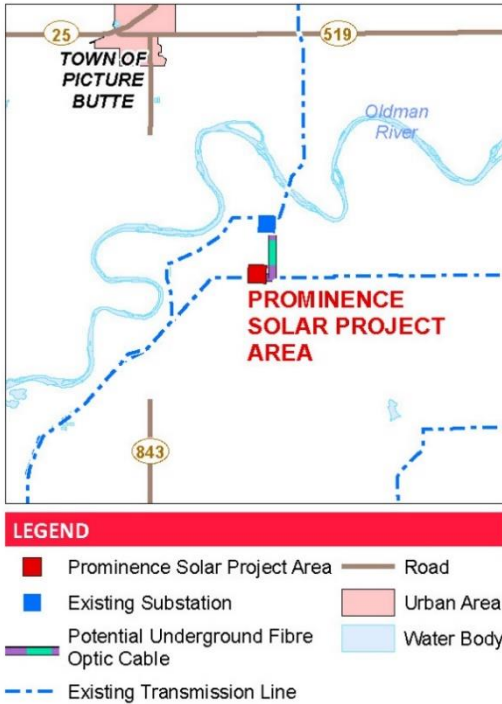 25
519
TOWN OF
PICTURE
BUTTE
Oldman
River
PROMINENCE
SOLAR PROJECT
AREA
843
LEGEND
Prominence Solar Project Area
Road
Existing Substation
Urban Area
Potential Underground Fibre
Optic Cable
Water Body
Existing Transmission Line